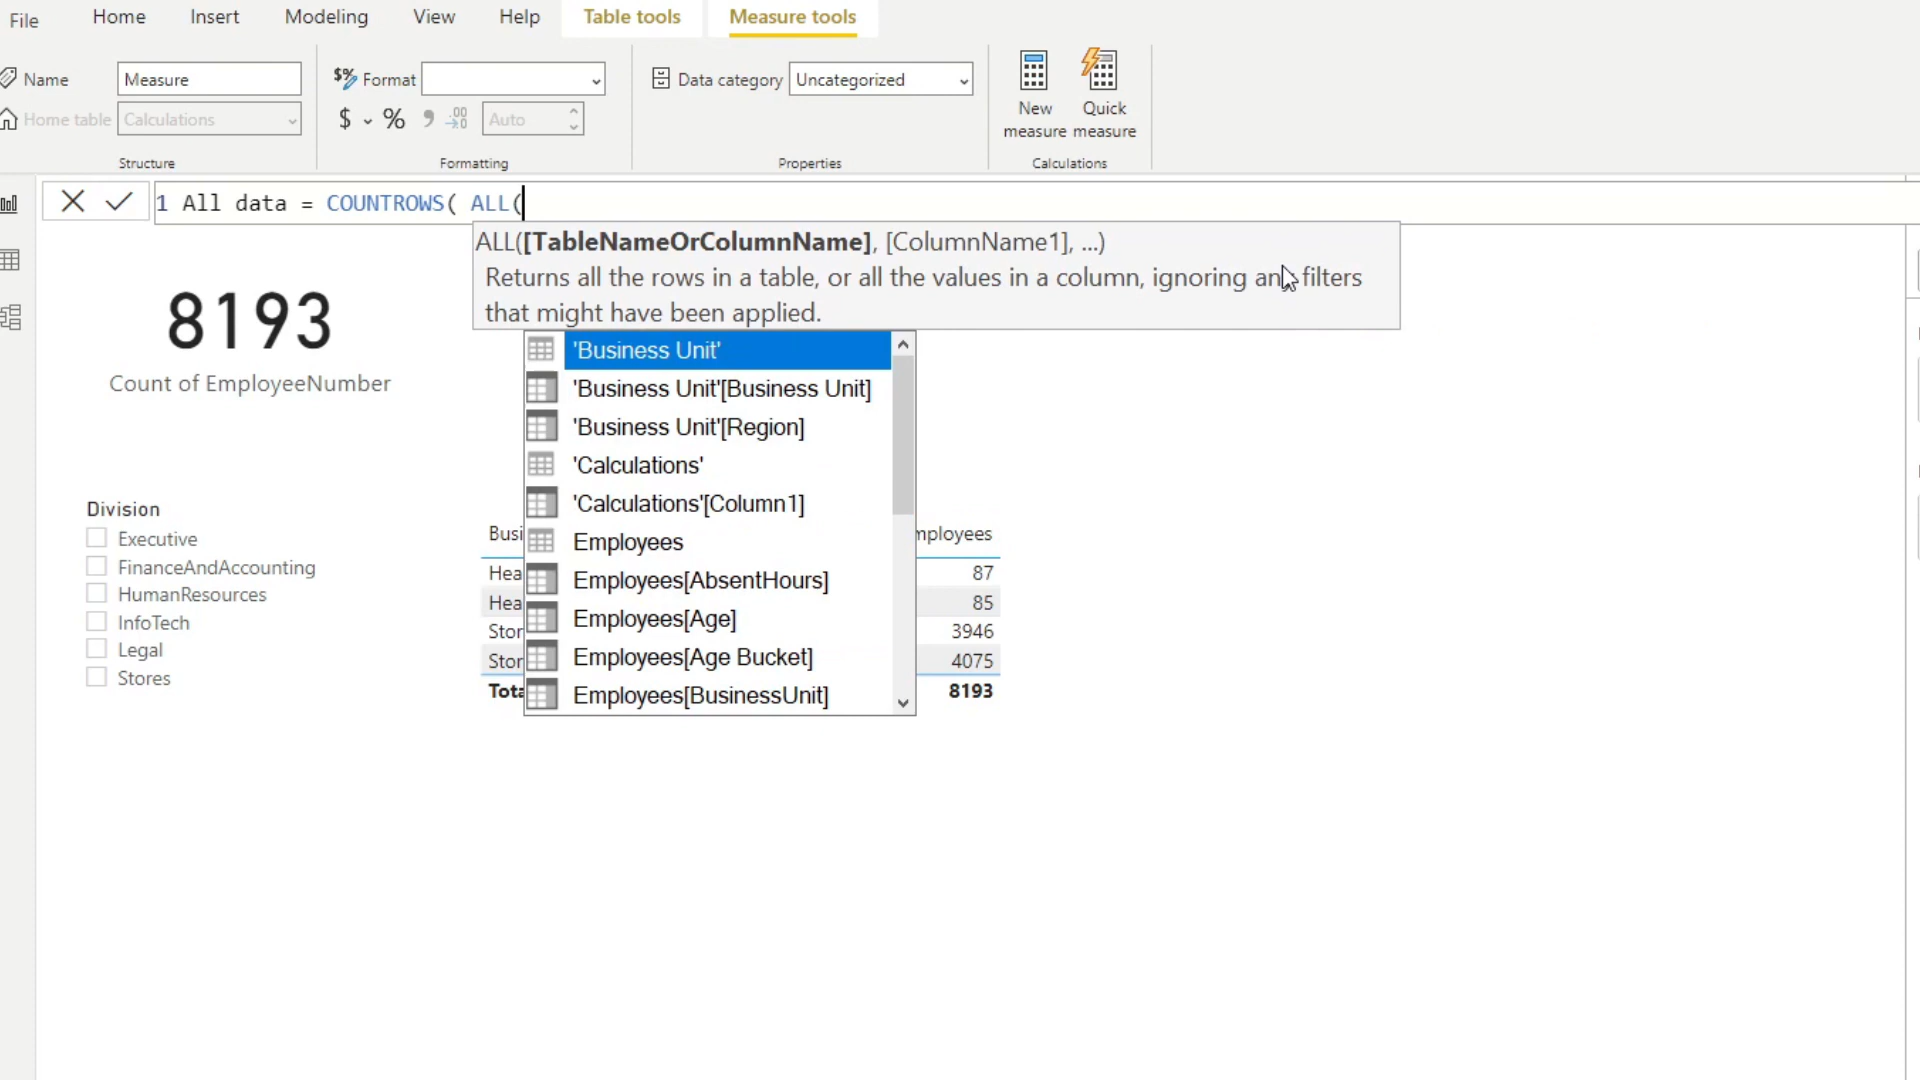 File Home Insert Modeling View Help Table tools Measure tools
Name Measure $% Format Data category Uncategorized
Home table Calculations $ % 9 .00 Auto New Quick
measure measure
Structure Formatting Properties Calculations
1 All data = COUNTROWS( ALL(
ALL([TableNameOrColumnName], [ColumnName1], ...)
Returns all the rows in a table, or all the values in a column, ignoring any filters
that might have been applied.
8193
Count of EmployeeNumber
'Business Unit'
'Business Unit'[Business Unit]
'Business Unit'[Region]
'Calculations'
'Calculations'[Column1]
Employees
Employees[AbsentHours]
Employees[Age]
Employees[Age Bucket]
Employees[BusinessUnit]
Division
Executive
FinanceAndAccounting
HumanResources
InfoTech
Legal
Stores
Busi mployees
Hea 87
Hea 85
Stor 3946
Stor 4075
Tota 8193